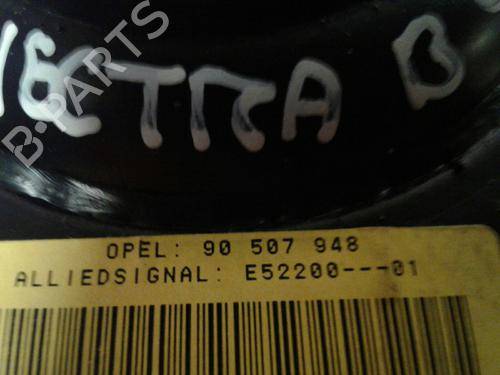 VECTRA B
B-PARTS
OPEL: 90 507 948
ALLIEDSIGNAL: E52200---01